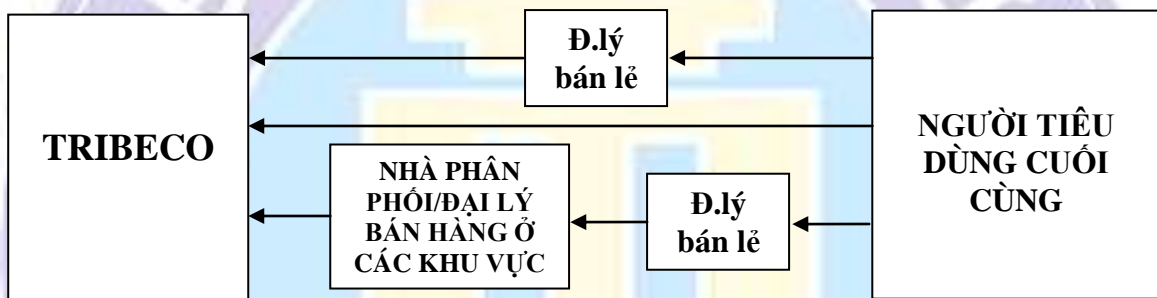 TRIBECO
Đ.lý
bán lẻ
NHÀ PHÂN
PHỐI/ĐẠI LÝ
BÁN HÀNG Ở
CÁC KHU VỰC
Đ.lý
bán lẻ
NGƯỜI TIÊU
DÙNG CUỐI
CÙNG